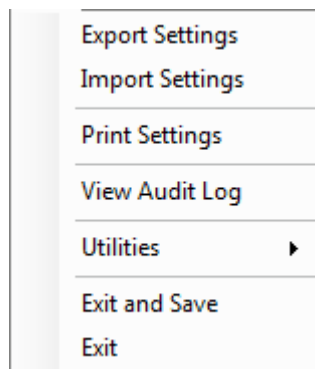 Export Settings
Import Settings
Print Settings
View Audit Log
Utilities
Exit and Save
Exit